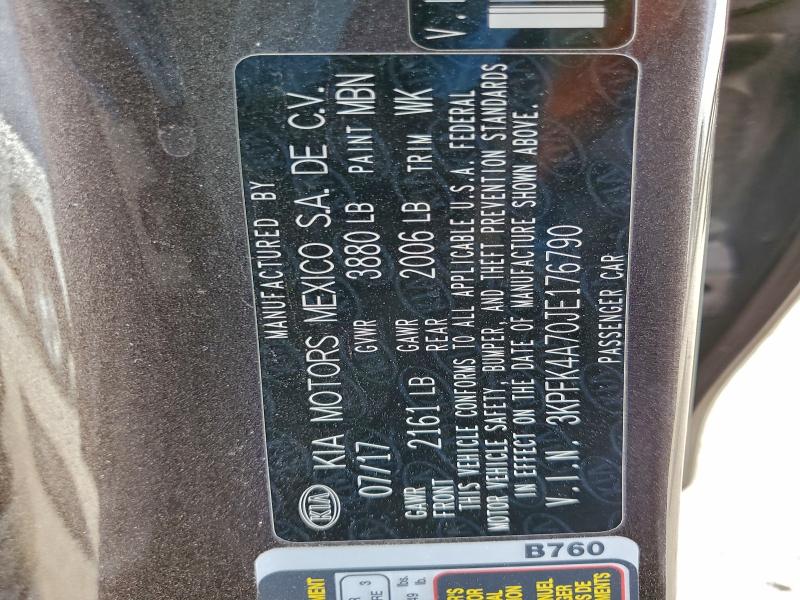 V.I
MANUFACTURED BY
KIA KIA MOTORS MEXICO S.A. DE C.V.
07/17 GVWR 3880 LB PAINT MBN
GAWR FRONT 2161 LB GAWR REAR 2006 LB TRIM WK
THIS VEHICLE CONFORMS TO ALL APPLICABLE U.S.A. FEDERAL
MOTOR VEHICLE SAFETY, BUMPER, AND THEFT PREVENTION STANDARDS
IN EFFECT ON THE DATE OF MANUFACTURE SHOWN ABOVE.
V.I.N. 3KPFK4A70JE176790
PASSENGER CAR
B760